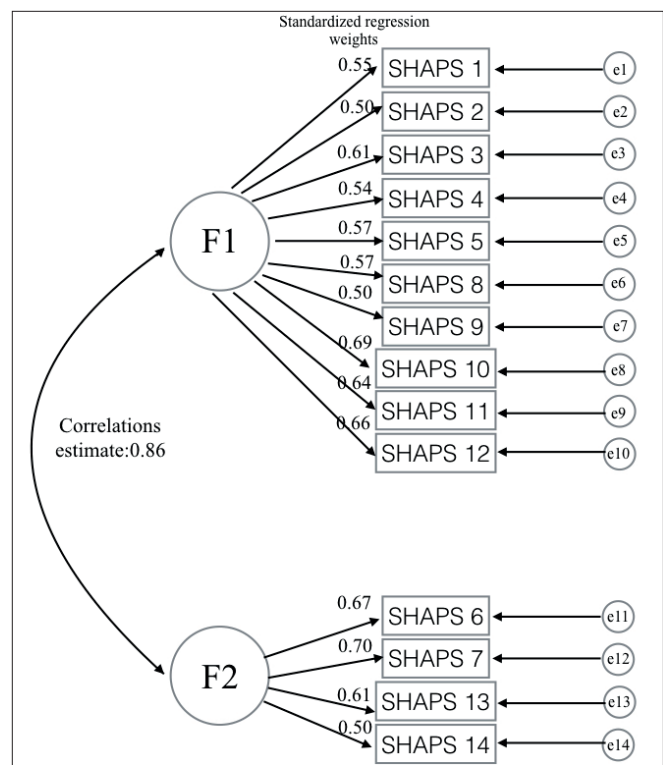 Standardized regression
weights
0.55 SHAPS 1 e1
0.50 SHAPS 2 e2
0.61 SHAPS 3 e3
0.54 SHAPS 4 e4
F1
0.57 SHAPS 5 e5
0.57 SHAPS 8 e6
0.50 SHAPS 9 e7
0.69 SHAPS 10 e8
0.64 SHAPS 11 e9
0.66 SHAPS 12 e10
Correlations
estimate:0.86
0.67 SHAPS 6 e11
0.70 SHAPS 7 e12
F2
0.61 SHAPS 13 e13
0.50 SHAPS 14 e14